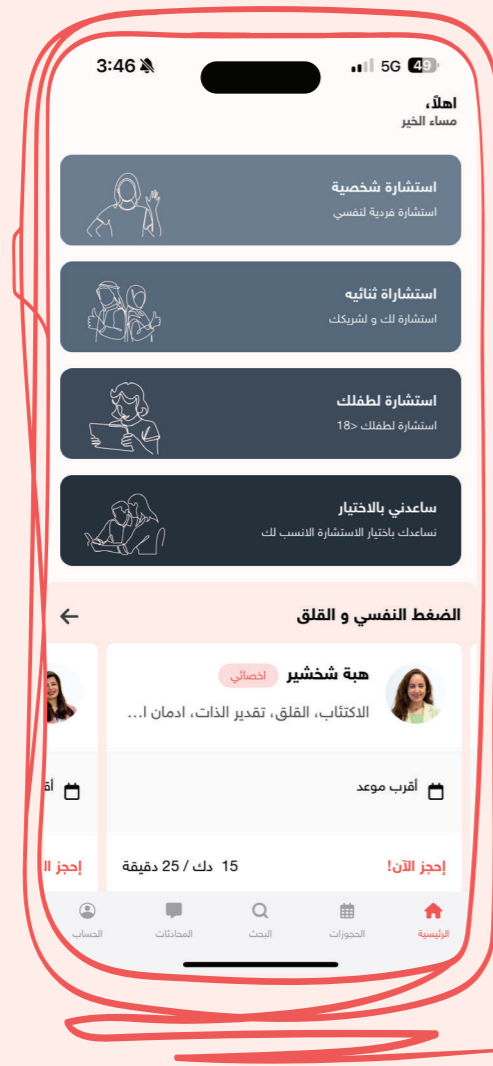 3:46
5G 49
اهلاً،
مساء الخير
استشارة شخصية
استشارة فردية لنفسي
استشاراة ثنائيه
استشارة لك و لشريكك
استشارة لطفلك
استشارة لطفلك <18
ساعدني بالاختيار
نساعدك باختيار الاستشارة الانسب لك
الضغط النفسي و القلق
هبة شخشير اخصائي
الاكتئاب، القلق، تقدير الذات، ادمان ا...
أقرب موعد
إحجز الآن! 15 دك / 25 دقيقة
إحجز ال
الرئيسية الحجوزات البحث المحادثات الحساب